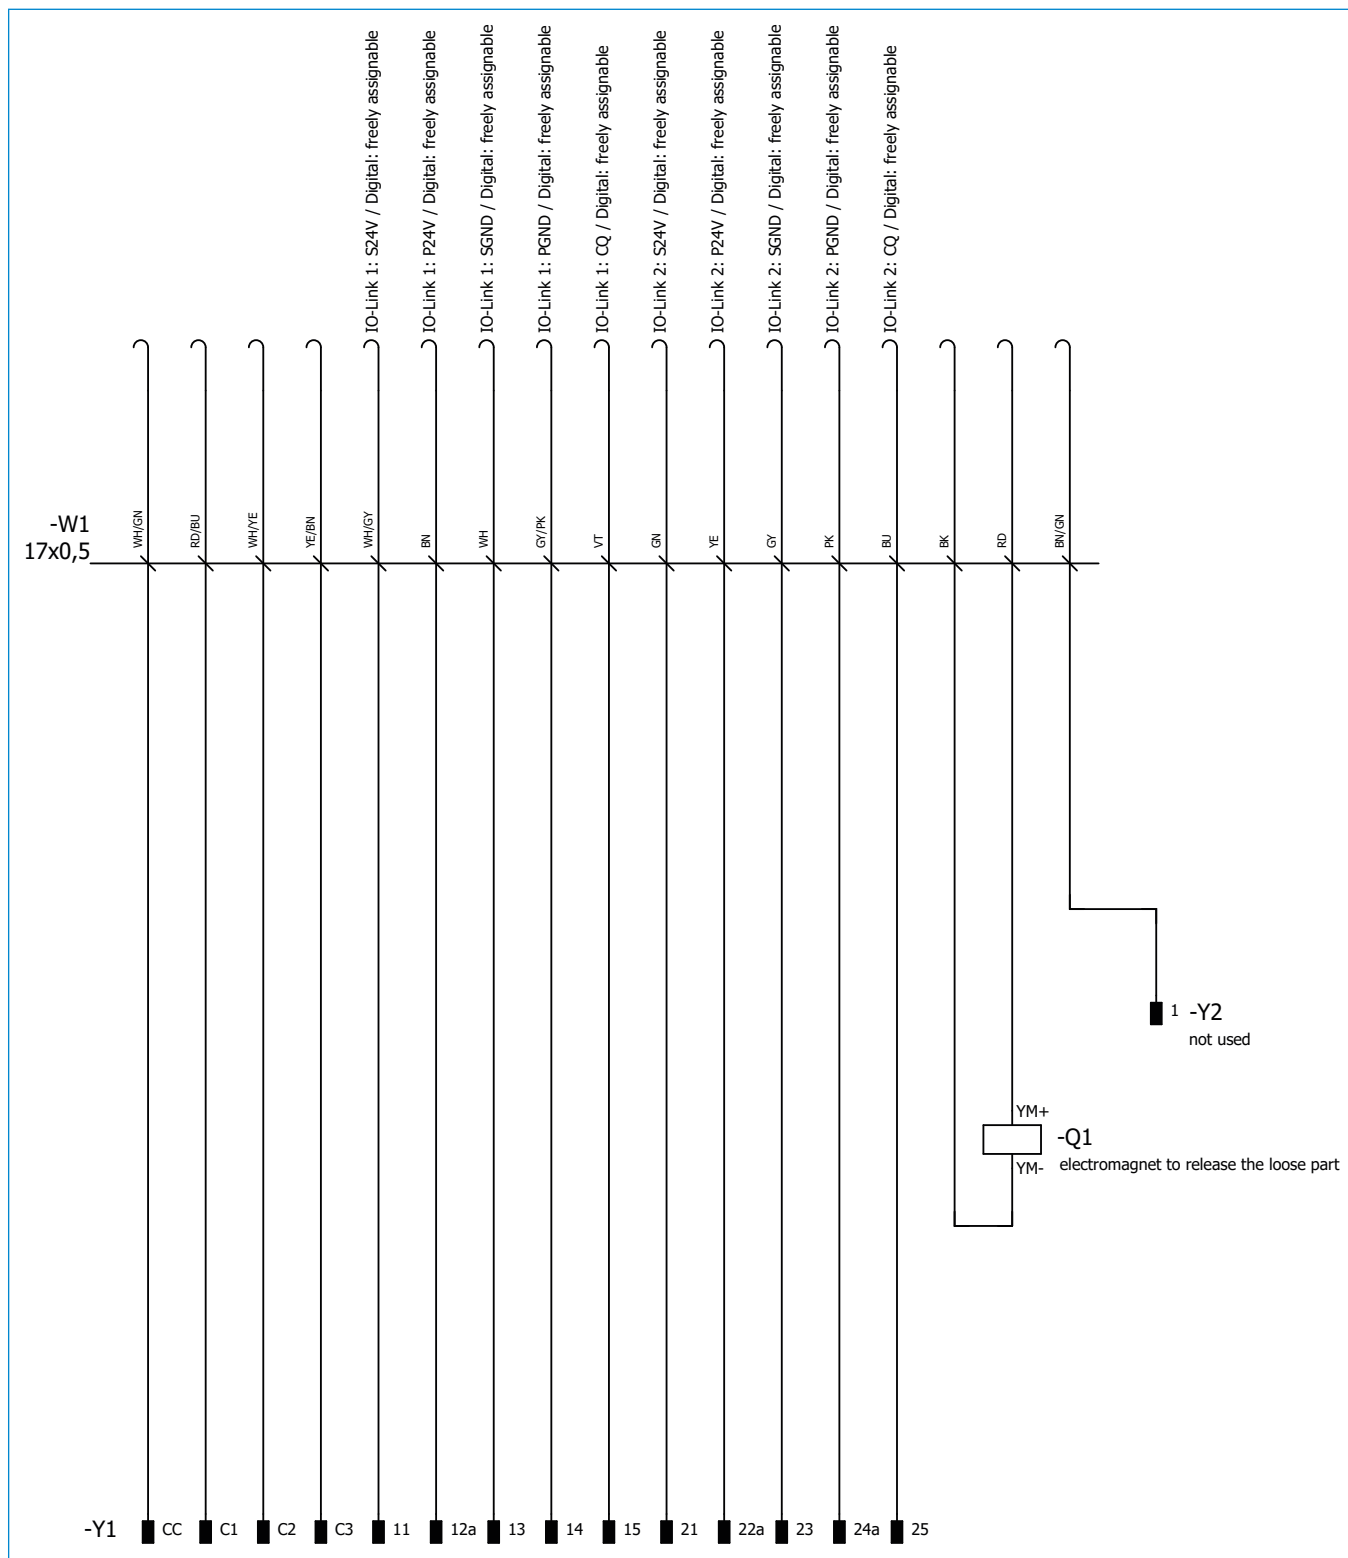 IO-Link 1: S24V / Digital: freely assignable
IO-Link 1: P24V / Digital: freely assignable
IO-Link 1: SGND / Digital: freely assignable
IO-Link 1: PGND / Digital: freely assignable
IO-Link 1: CQ / Digital: freely assignable
IO-Link 2: S24V / Digital: freely assignable
IO-Link 2: P24V / Digital: freely assignable
IO-Link 2: SGND / Digital: freely assignable
IO-Link 2: PGND / Digital: freely assignable
IO-Link 2: CQ / Digital: freely assignable
-W1
17x0,5
WH/GN
RD/BU
WH/YE
YE/BN
WH/GY
BN
WH
GY/PK
VT
GN
YE
GY
PK
BU
BK
RD
BN/GN
1 -Y2
not used
YM+
-Q1
YM- electromagnet to release the loose part
-Y1 CC C1 C2 C3 11 12a 13 14 15 21 22a 23 24a 25